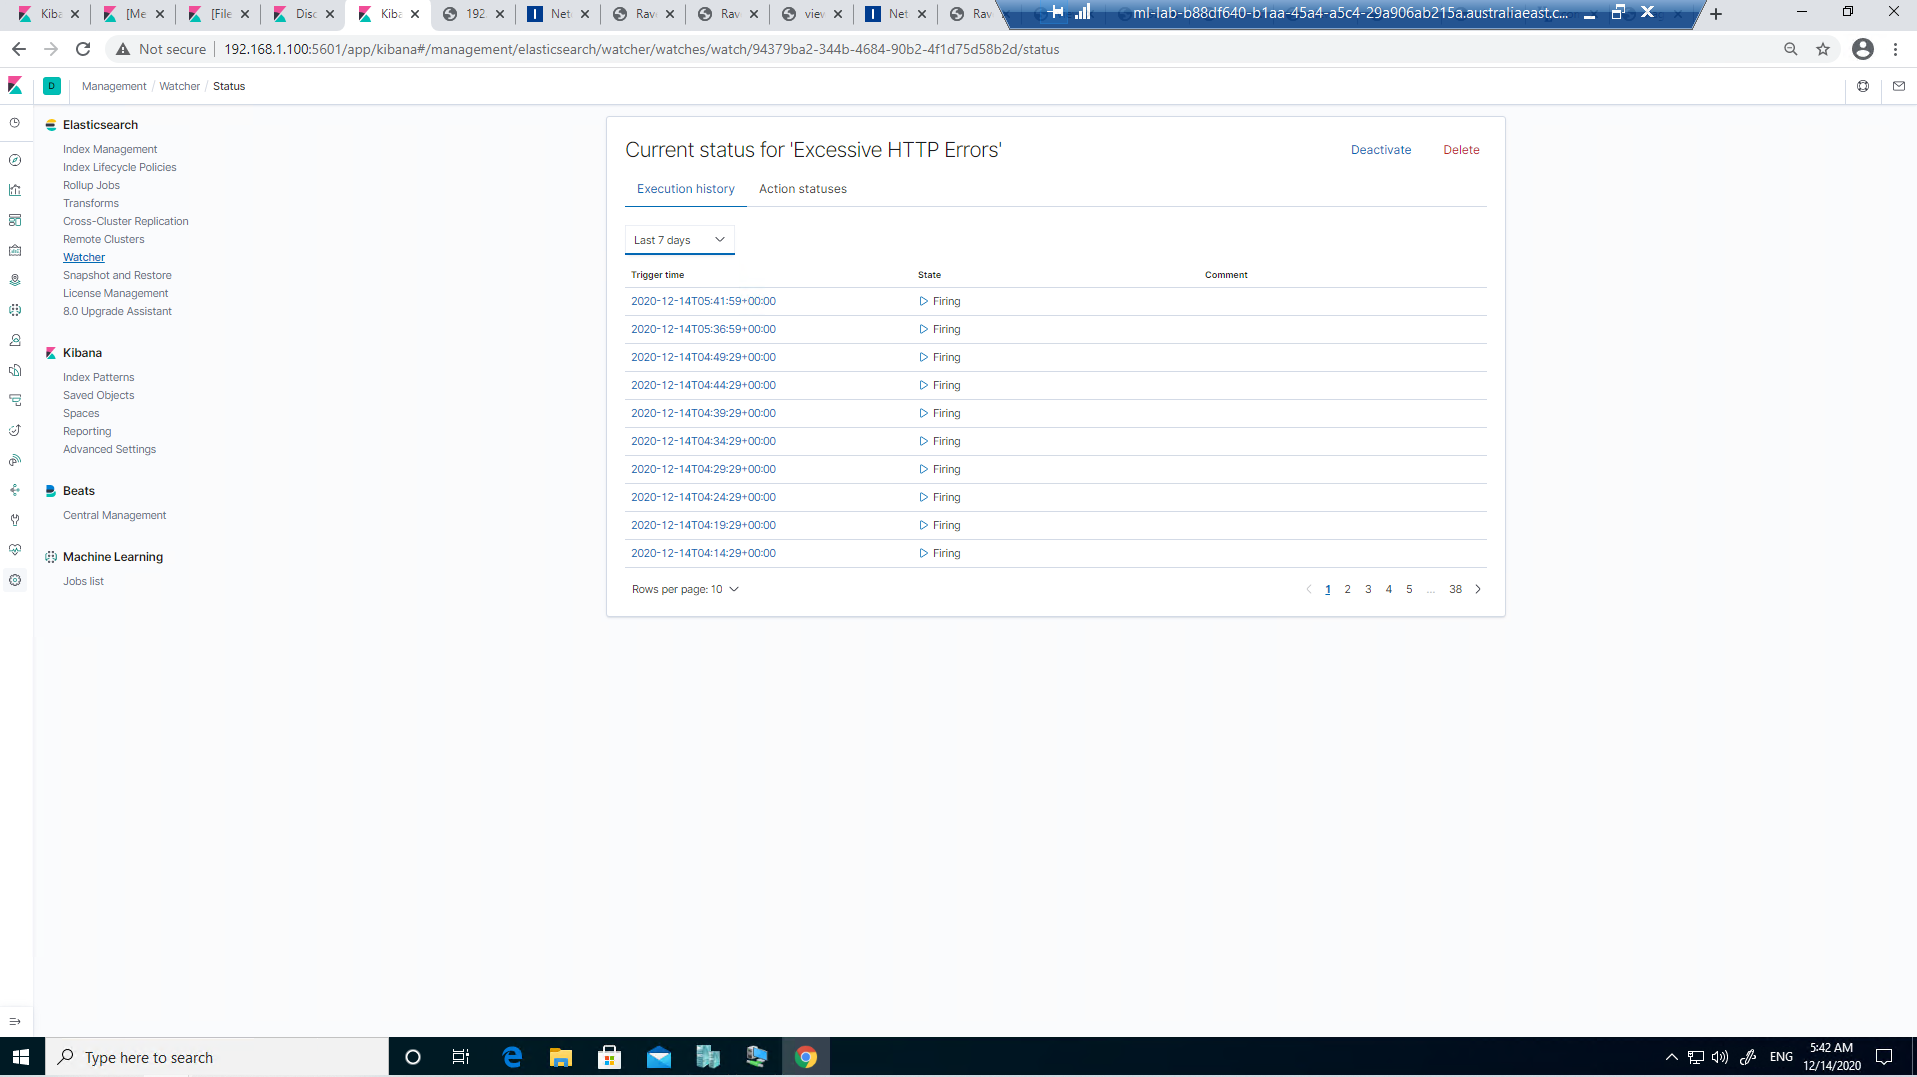 Kiba
[Me
[File
Disc
Kiba
192.
Net
Rav
Rav
view
Net
Rav
ml-lab-b88df640-b1aa-45a4-a5c4-29a906ab215a.australiaeast.c...
Not secure
192.168.1.100:5601/app/kibana#/management/elasticsearch/watcher/watches/watch/94379ba2-344b-4684-90b2-4f1d75d58b2d/status
D
Management / Watcher / Status
Elasticsearch
Index Management
Index Lifecycle Policies
Rollup Jobs
Transforms
Cross-Cluster Replication
Remote Clusters
Watcher
Snapshot and Restore
License Management
8.0 Upgrade Assistant
Kibana
Index Patterns
Saved Objects
Spaces
Reporting
Advanced Settings
Beats
Central Management
Machine Learning
Jobs list
Current status for 'Excessive HTTP Errors'
Deactivate
Delete
Execution history
Action statuses
Last 7 days
Trigger time State Comment
2020-12-14T05:41:59+00:00 Firing
2020-12-14T05:36:59+00:00 Firing
2020-12-14T04:49:29+00:00 Firing
2020-12-14T04:44:29+00:00 Firing
2020-12-14T04:39:29+00:00 Firing
2020-12-14T04:34:29+00:00 Firing
2020-12-14T04:29:29+00:00 Firing
2020-12-14T04:24:29+00:00 Firing
2020-12-14T04:19:29+00:00 Firing
2020-12-14T04:14:29+00:00 Firing
Rows per page: 10
1 2 3 4 5 ... 38
Type here to search
ENG
5:42 AM
12/14/2020